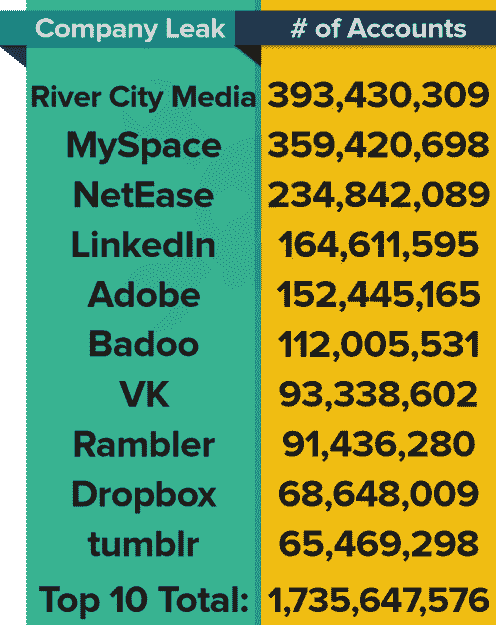 Company Leak # of Accounts
River City Media 393,430,309
MySpace 359,420,698
NetEase 234,842,089
LinkedIn 164,611,595
Adobe 152,445,165
Badoo 112,005,531
VK 93,338,602
Rambler 91,436,280
Dropbox 68,648,009
tumblr 65,469,298
Top 10 Total: 1,735,647,576